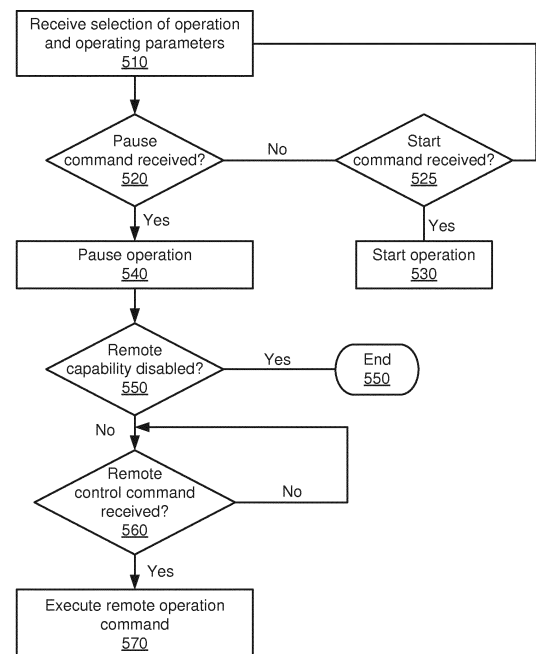 Receive selection of operation
and operating parameters
510
Pause
command received?
520
No
Start
command received?
525
Yes
Yes
Pause operation
540
Start operation
530
Remote
capability disabled?
550
Yes
End
550
No
Remote
control command
received?
560
No
Yes
Execute remote operation
command
570